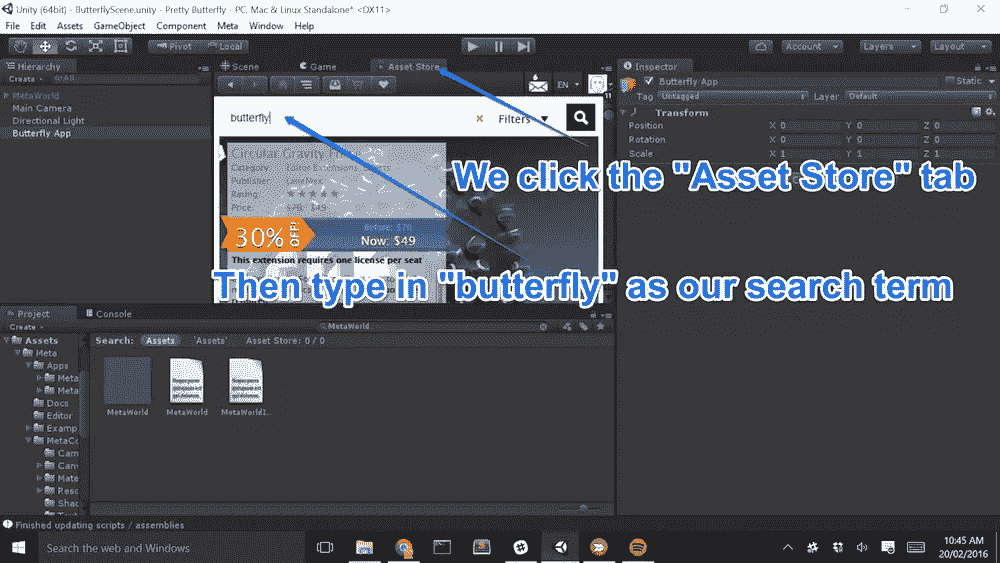 Unity (64bit) - ButterflyScene.unity - Pretty Butterfly - PC, Mac & Linux Standalone* <DX11>
File Edit Assets GameObject Component Meta Window Help
Pivot Local Account Layers Layout
Hierarchy
Create All
MetaWorld
Main Camera
Directional Light
Butterfly App
Scene Game Asset Store
EN
11
butterfly
× Filters
Circular Gravity
Category:
Publisher:
Rating:
Price: $70 $49
30% OFF!
Before: $70
Now: $49
This extension requires one license per seat
We click the "Asset Store" tab
Then type in "butterfly" as our search term
Inspector
Butterfly App Static
Tag Untagged Layer Default
Transform
Position X 0 Y 0 Z 0
Rotation X 0 Y 0 Z 0
Scale X 1 Y 1 Z 1
Project Console
Create MetaWorld
Assets
Meta
Apps
Meta
Meta
Docs
Editor
Examp
MetaCo
Cam
Canv
Mate
Reso
Shad
Search: Assets 'Assets' Asset Store: 0 / 0
MetaWorld MetaWorld MetaWorldI...
Finished updating scripts / assemblies
Search the web and Windows
10:45 AM
20/02/2016